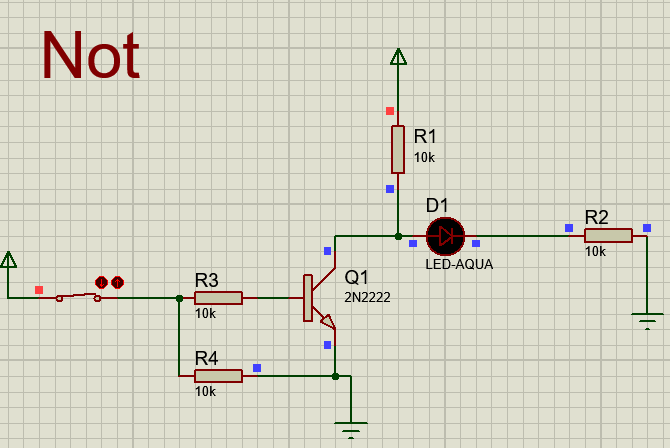 Not
R1
10k
D1
LED-AQUA
R2
10k
Q1
2N2222
R3
10k
R4
10k